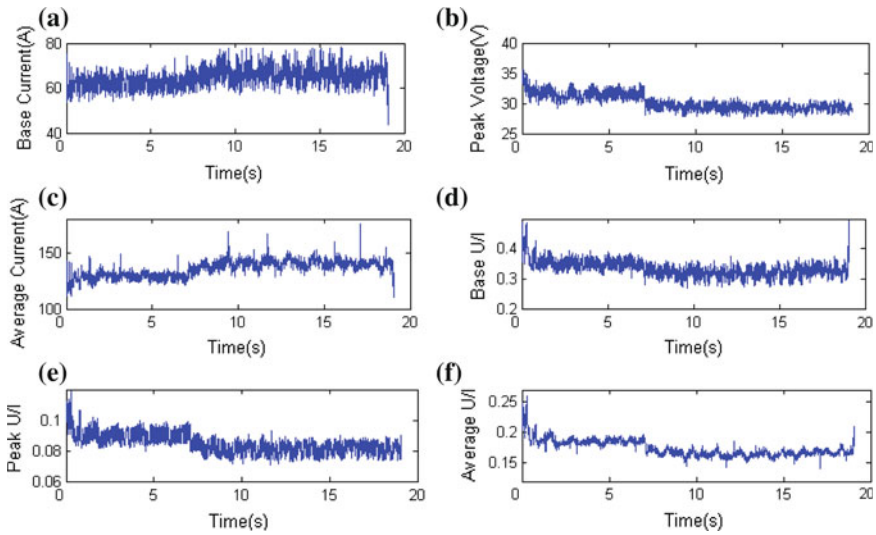 (a)
Base Current(A)
80
60
40
0 5 10 15 20
Time(s)
(b)
Peak Voltage(V)
40
35
30
25
0 5 10 15 20
Time(s)
(c)
Average Current(A)
150
100
0 5 10 15 20
Time(s)
(d)
Base U/I
0.4
0.3
0.2
0 5 10 15 20
Time(s)
(e)
Peak U/I
0.1
0.08
0.06
0 5 10 15 20
Time(s)
(f)
Average U/I
0.25
0.2
0.15
0 5 10 15 20
Time(s)